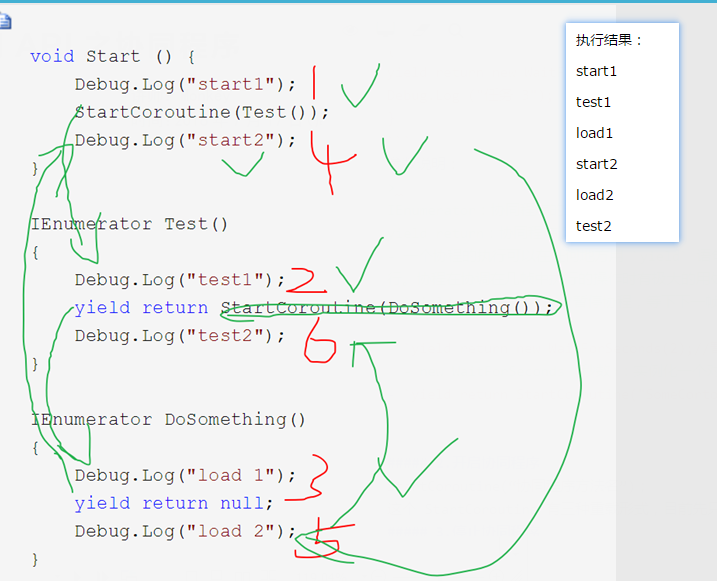 void Start () {
Debug.Log("start1"); 1
StartCoroutine(Test());
Debug.Log("start2"); 4
}
IEnumerator Test()
{
Debug.Log("test1"); 2
yield return StartCoroutine(DoSomething());
Debug.Log("test2"); 6
}
IEnumerator DoSomething()
{
Debug.Log("load 1"); 3
yield return null;
Debug.Log("load 2"); 5
}
执行结果：
start1
test1
load1
start2
load2
test2